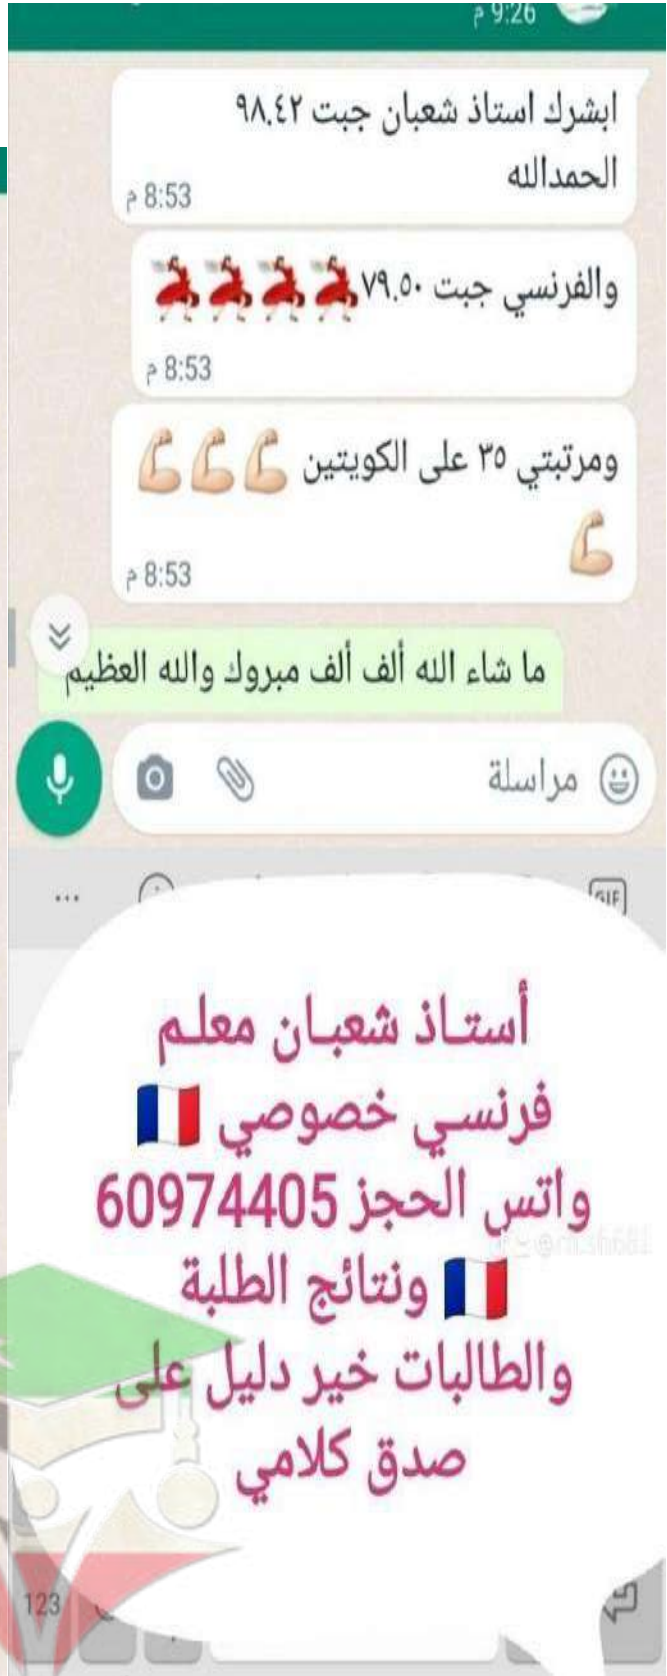 9:26 م
ابشرك استاذ شعبان جبت ٩٨.٤٢
الحمدالله
8:53 م
والفرنسي جبت ٧٩.٥٠
8:53 م
ومرتبتي ٣٥ على الكويتين
8:53 م
ما شاء الله ألف ألف مبروك والله العظيم
مراسلة
GIF
أستاذ شعبان معلم
فرنسي خصوصي
واتس الحجز 60974405
ونتائج الطلبة
والطالبات خير دليل على
صدق كلامي
123